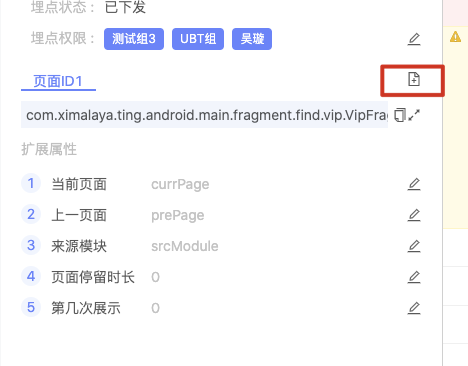 埋点状态： 已下发
埋点权限： 测试组3 UBT组 吴璇
页面ID1
com.ximalaya.ting.android.main.fragment.find.vip.VipFra
扩展属性
1 当前页面 currPage
2 上一页面 prePage
3 来源模块 srcModule
4 页面停留时长 0
5 第几次展示 0